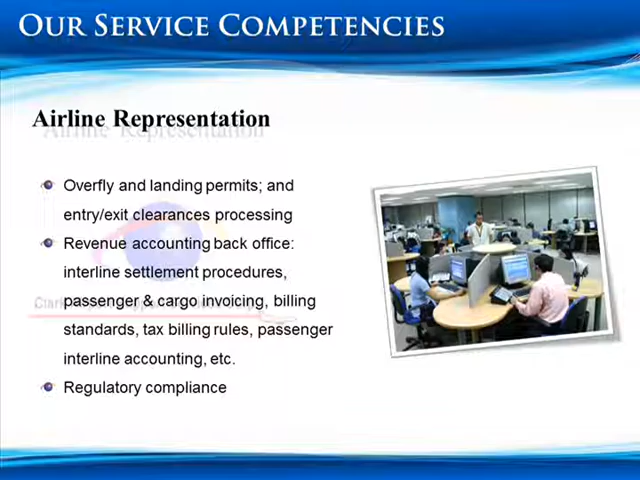 OUR SERVICE COMPETENCIES
Airline Representation
Overfly and landing permits; and
entry/exit clearances processing
Revenue accounting back office:
interline settlement procedures,
passenger & cargo invoicing, billing
standards, tax billing rules, passenger
interline accounting, etc.
Regulatory compliance